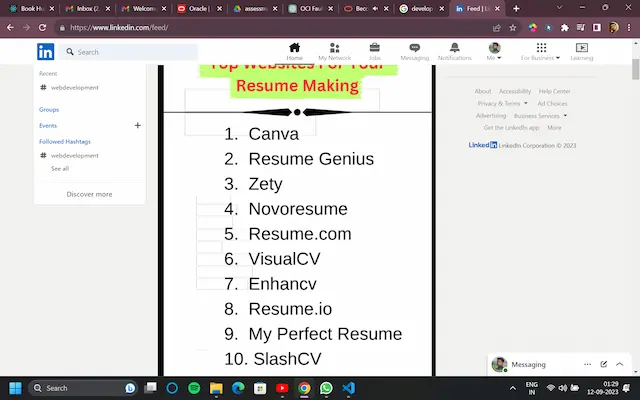 Book Hu
Inbox (2
Welcome
Oracle |
assessm
OCI Faul
Beco
develop
Feed | Lin
https://www.linkedin.com/feed/
in
Search
Home
My Network
Jobs
Messaging
Notifications
Me
For Business
Learning
Recent
# webdevelopment
Groups
Events +
Followed Hashtags
# webdevelopment
See all
Discover more
Top Websites For Your
Resume Making
1. Canva
2. Resume Genius
3. Zety
4. Novoresume
5. Resume.com
6. VisualCV
7. Enhancv
8. Resume.io
9. My Perfect Resume
10. SlashCV
About Accessibility Help Center
Privacy & Terms Ad Choices
Advertising Business Services
Get the LinkedIn app More
LinkedIn LinkedIn Corporation © 2023
Messaging
Search
ENG
IN
01:29
12-09-2023